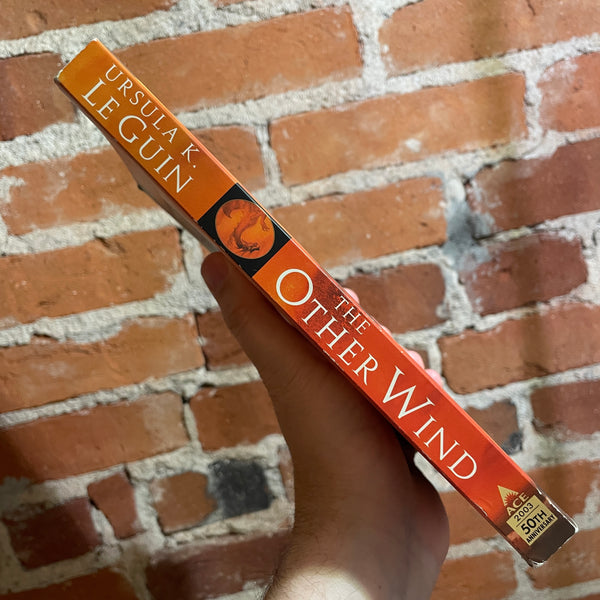 URSULA K.
LE GUIN
THE
OTHER WIND
ACE
2003
50TH
ANNIVERSARY